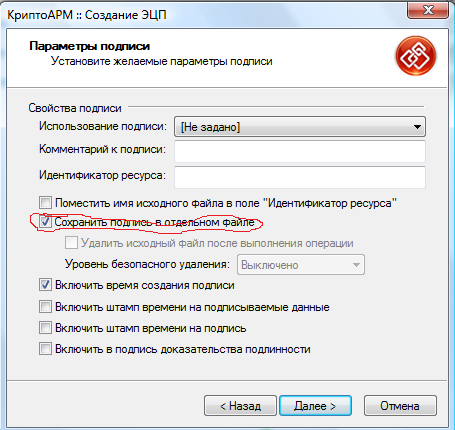 КриптоАРМ :: Создание ЭЦП
Параметры подписи
Установите желаемые параметры подписи
Свойства подписи
Использование подписи: [Не задано]
Комментарий к подписи:
Идентификатор ресурса:
Поместить имя исходного файла в поле "Идентификатор ресурса"
Сохранить подпись в отдельном файле
Удалить исходный файл после выполнения операции
Уровень безопасного удаления: Выключено
Включить время создания подписи
Включить штамп времени на подписываемые данные
Включить штамп времени на подпись
Включить в подпись доказательства подлинности
< Назад Далее > Отмена